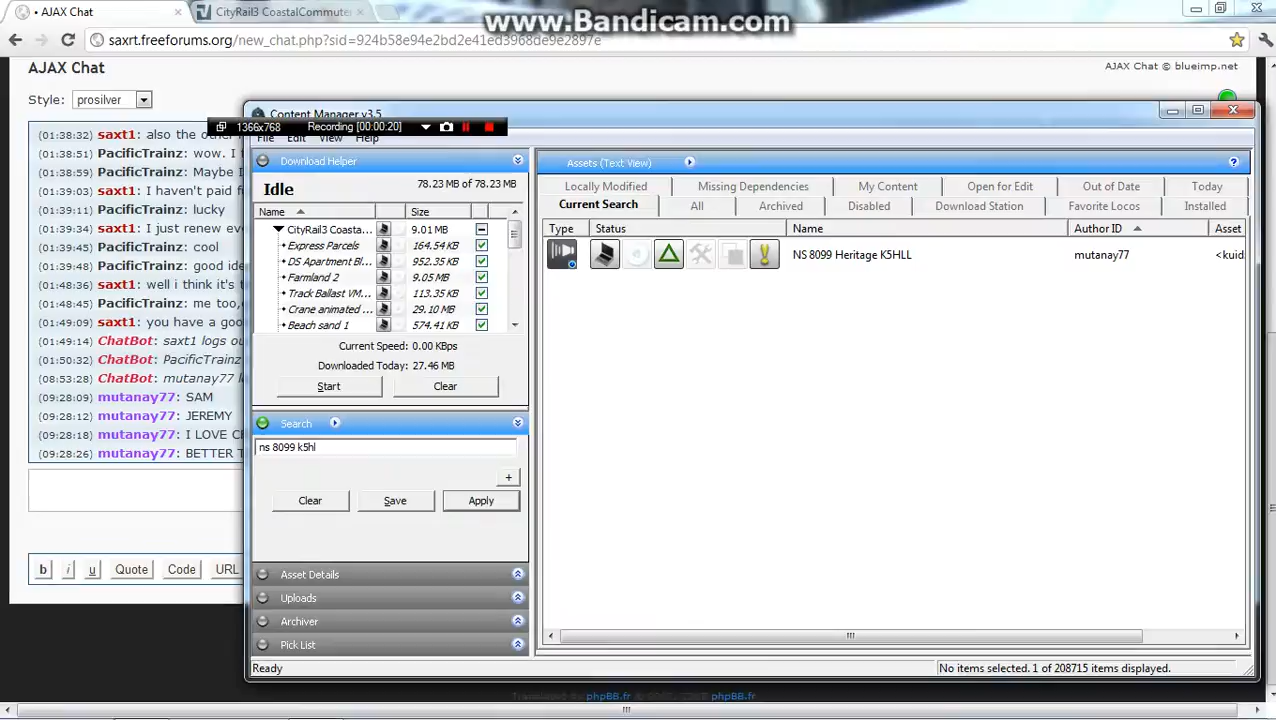 • AJAX Chat
CityRail3 CoastalCommuter
www.Bandicam.com
saxrt.freeforums.org/new_chat.php?sid=924b58e94e2bd2e41ed3968de9e2897e
AJAX Chat
AJAX Chat © blueimp.net
Style: prosilver
(01:38:32) saxt1: also the other
(01:38:51) PacificTrainz: wow. I
(01:38:59) PacificTrainz: Maybe I
(01:39:03) saxt1: I haven't paid f
(01:39:11) PacificTrainz: lucky
(01:39:34) saxt1: I just renew eve
(01:40:00) PacificTrainz: cool
(01:48:26) PacificTrainz: good ide
(01:48:36) saxt1: well i think it's t
(01:48:45) PacificTrainz: me too,
(01:49:09) saxt1: you have a goo
(01:49:14) ChatBot: saxt1 logs ou
(01:50:32) ChatBot: PacificTrainz
(08:53:28) ChatBot: mutanay77 l
(09:28:09) mutanay77: SAM
(09:28:12) mutanay77: JEREMY
(09:28:18) mutanay77: I LOVE C
(09:28:26) mutanay77: BETTER T
b i u Quote Code URL
Content Manager v3.5
1366x768 Recording [00:00:20]
File Edit View Help
Download Helper
Idle
78.23 MB of 78.23 MB
Name Size
CityRail3 Coasta... 9.01 MB
Express Parcels 164.54 KB
DS Apartment Bl... 952.35 KB
Farmland 2 9.05 MB
Track Ballast VM... 113.35 KB
Crane animated ... 29.10 MB
Beach sand 1 574.41 KB
Current Speed: 0.00 KBps
Downloaded Today: 27.46 MB
Start Clear
Search
ns 8099 k5hl
+
Clear Save Apply
Asset Details
Uploads
Archiver
Pick List
Ready
Assets (Text View)
Locally Modified Missing Dependencies My Content Open for Edit Out of Date Today
Current Search All Archived Disabled Download Station Favorite Locos Installed
Type Status Name Author ID Asset
NS 8099 Heritage K5HLL mutanay77 <kuid
No items selected. 1 of 208715 items displayed.
Translated by phpBB.fr © phpBB.fr